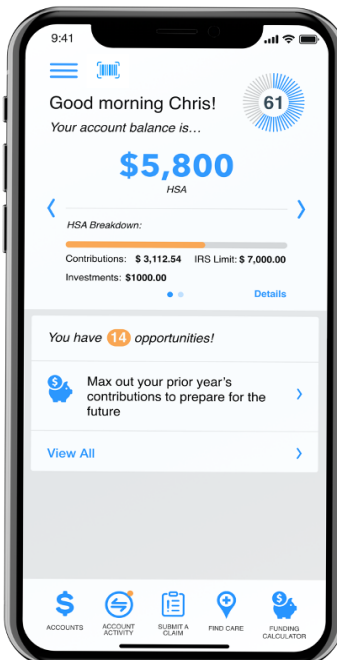 9:41
HSA
Good morning Chris!
61
Your account balance is...
$5,800
HSA
HSA Breakdown:
Contributions: $ 3,112.54 IRS Limit: $ 7,000.00
Investments: $1000.00
Details
You have 14 opportunities!
Max out your prior year's
contributions to prepare for the
future
View All
ACCOUNTS
ACCOUNT
ACTIVITY
SUBMIT A
CLAIM
FIND CARE
FUNDING
CALCULATOR